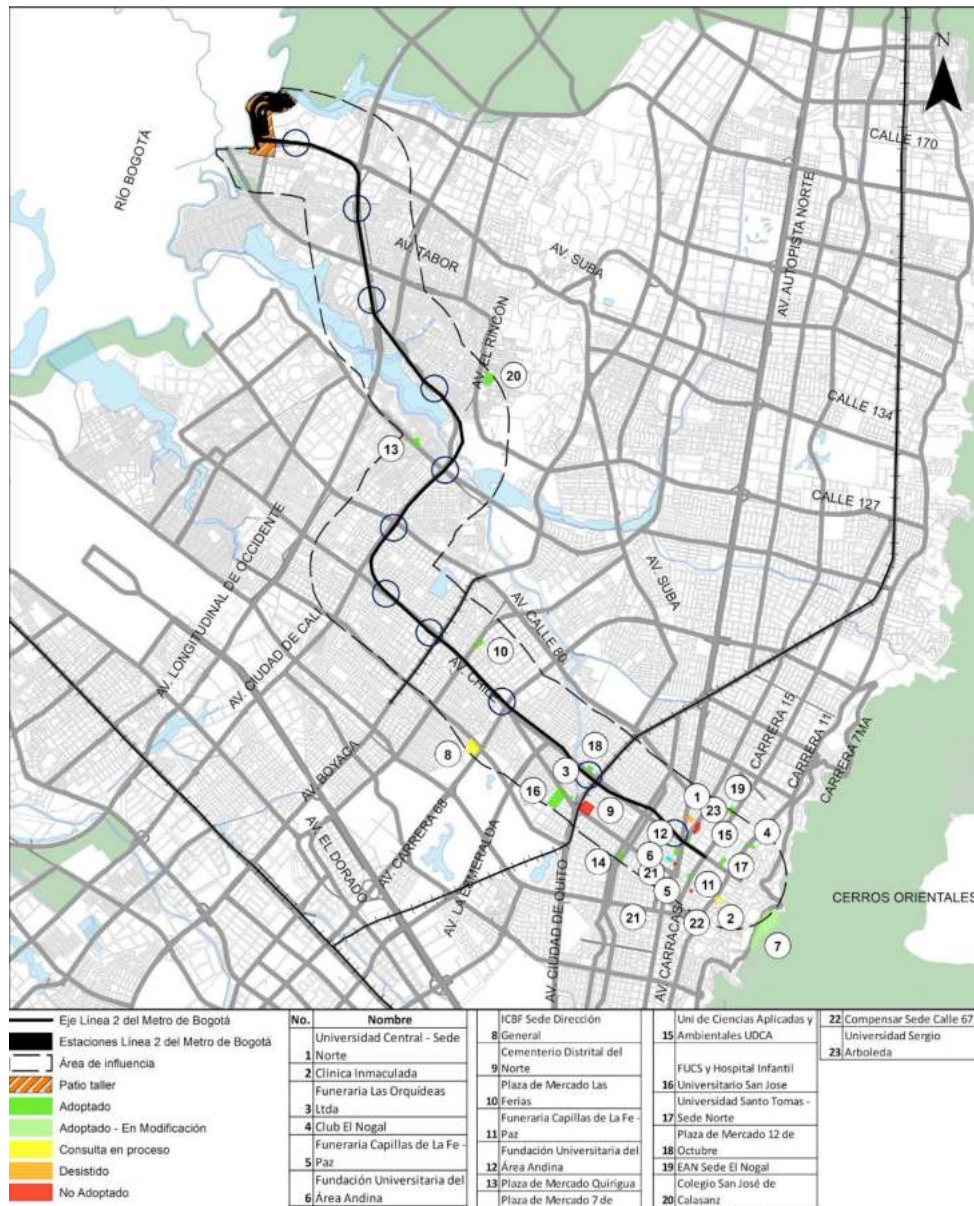 N
CALLE 170
RÍO BOGOTÁ
AV. AUTOPISTA NORTE
AV. TABOR
AV. SUBA
AV. EL RINCÓN
20
CALLE 134
13
CALLE 127
AV. LONGITUDINAL DE OCCIDENTE
AV. SUBA
AV. CIUDAD DE CALI
AV. CALLE 80
10
AV. CHILE
CARRERA 15
CARRERA 11
CARRERA 7MA
18
8
3
AV. BOYACA
16
1
19
23
9
12
15
4
AV. EL DORADO
AV. CARRERA 68
AV. LA ESMERALDA
14
6
21
17
5
11
CERROS ORIENTALES
AV. CIUDAD DE QUITO
21
AV. CARRACAS
22
2
7
Eje Línea 2 del Metro de Bogotá
Estaciones Línea 2 del Metro de Bogotá
Área de influencia
Patio taller
Adoptado
Adoptado - En Modificación
Consulta en proceso
Desistido
No Adoptado
No. Nombre
Universidad Central - Sede
1 Norte
2 Clinica Inmaculada
Funeraria Las Orquídeas
3 Ltda
4 Club El Nogal
Funeraria Capillas de La Fe -
5 Paz
Fundación Universitaria del
6 Área Andina
ICBF Sede Dirección
8 General
Cementerio Distrital del
9 Norte
Plaza de Mercado Las
10 Ferias
Funeraria Capillas de La Fe -
11 Paz
Fundación Universitaria del
12 Área Andina
13 Plaza de Mercado Quirigua
Plaza de Mercado 7 de
Uni de Ciencias Aplicadas y
15 Ambientales UDCA
FUCS y Hospital Infantil
16 Universitario San Jose
Universidad Santo Tomas -
17 Sede Norte
Plaza de Mercado 12 de
18 Octubre
19 EAN Sede El Nogal
Colegio San José de
20 Calasanz
22 Compensar Sede Calle 67
Universidad Sergio
23 Arboleda